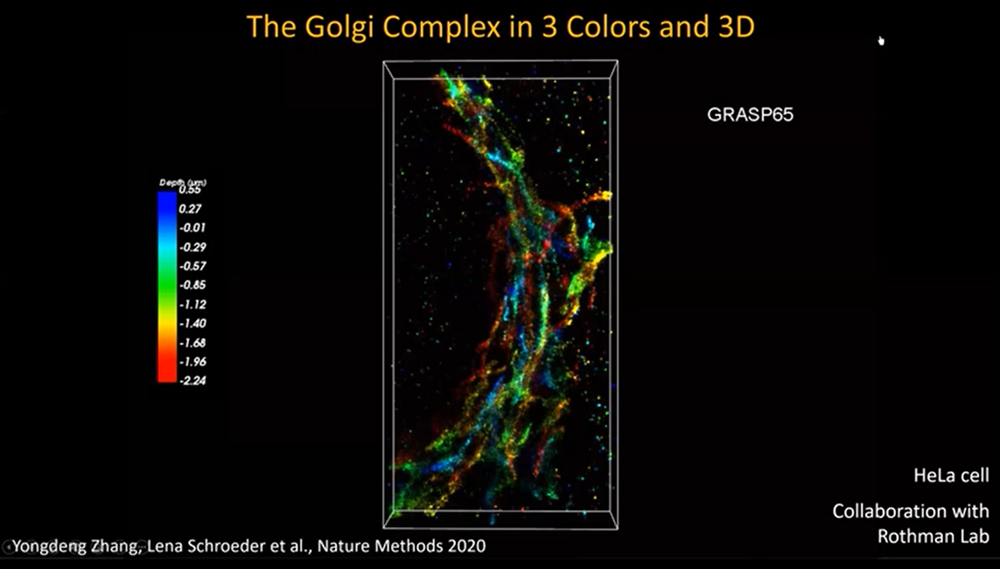 The Golgi Complex in 3 Colors and 3D
GRASP65
Depth (µm)
0.55
0.27
-0.01
-0.29
-0.57
-0.85
-1.12
-1.40
-1.68
-1.96
-2.24
HeLa cell
Collaboration with
Rothman Lab
Yongdeng Zhang, Lena Schroeder et al., Nature Methods 2020